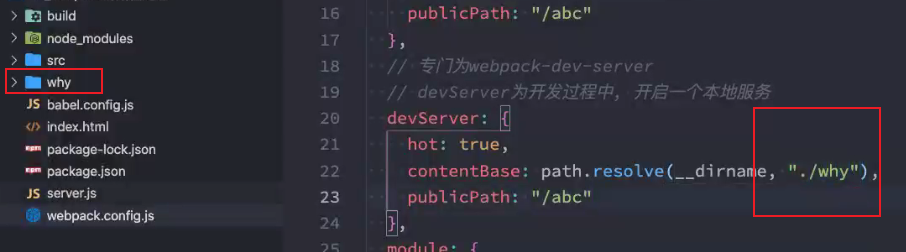 build
node_modules
src
why
babel.config.js
index.html
package-lock.json
package.json
server.js
webpack.config.js
16 publicPath: "/abc"
17 },
18 // 专门为webpack-dev-server
19 // devServer为开发过程中, 开启一个本地服务
20 devServer: {
21 hot: true,
22 contentBase: path.resolve(__dirname, "./why"),
23 publicPath: "/abc"
24 },
25 module: {